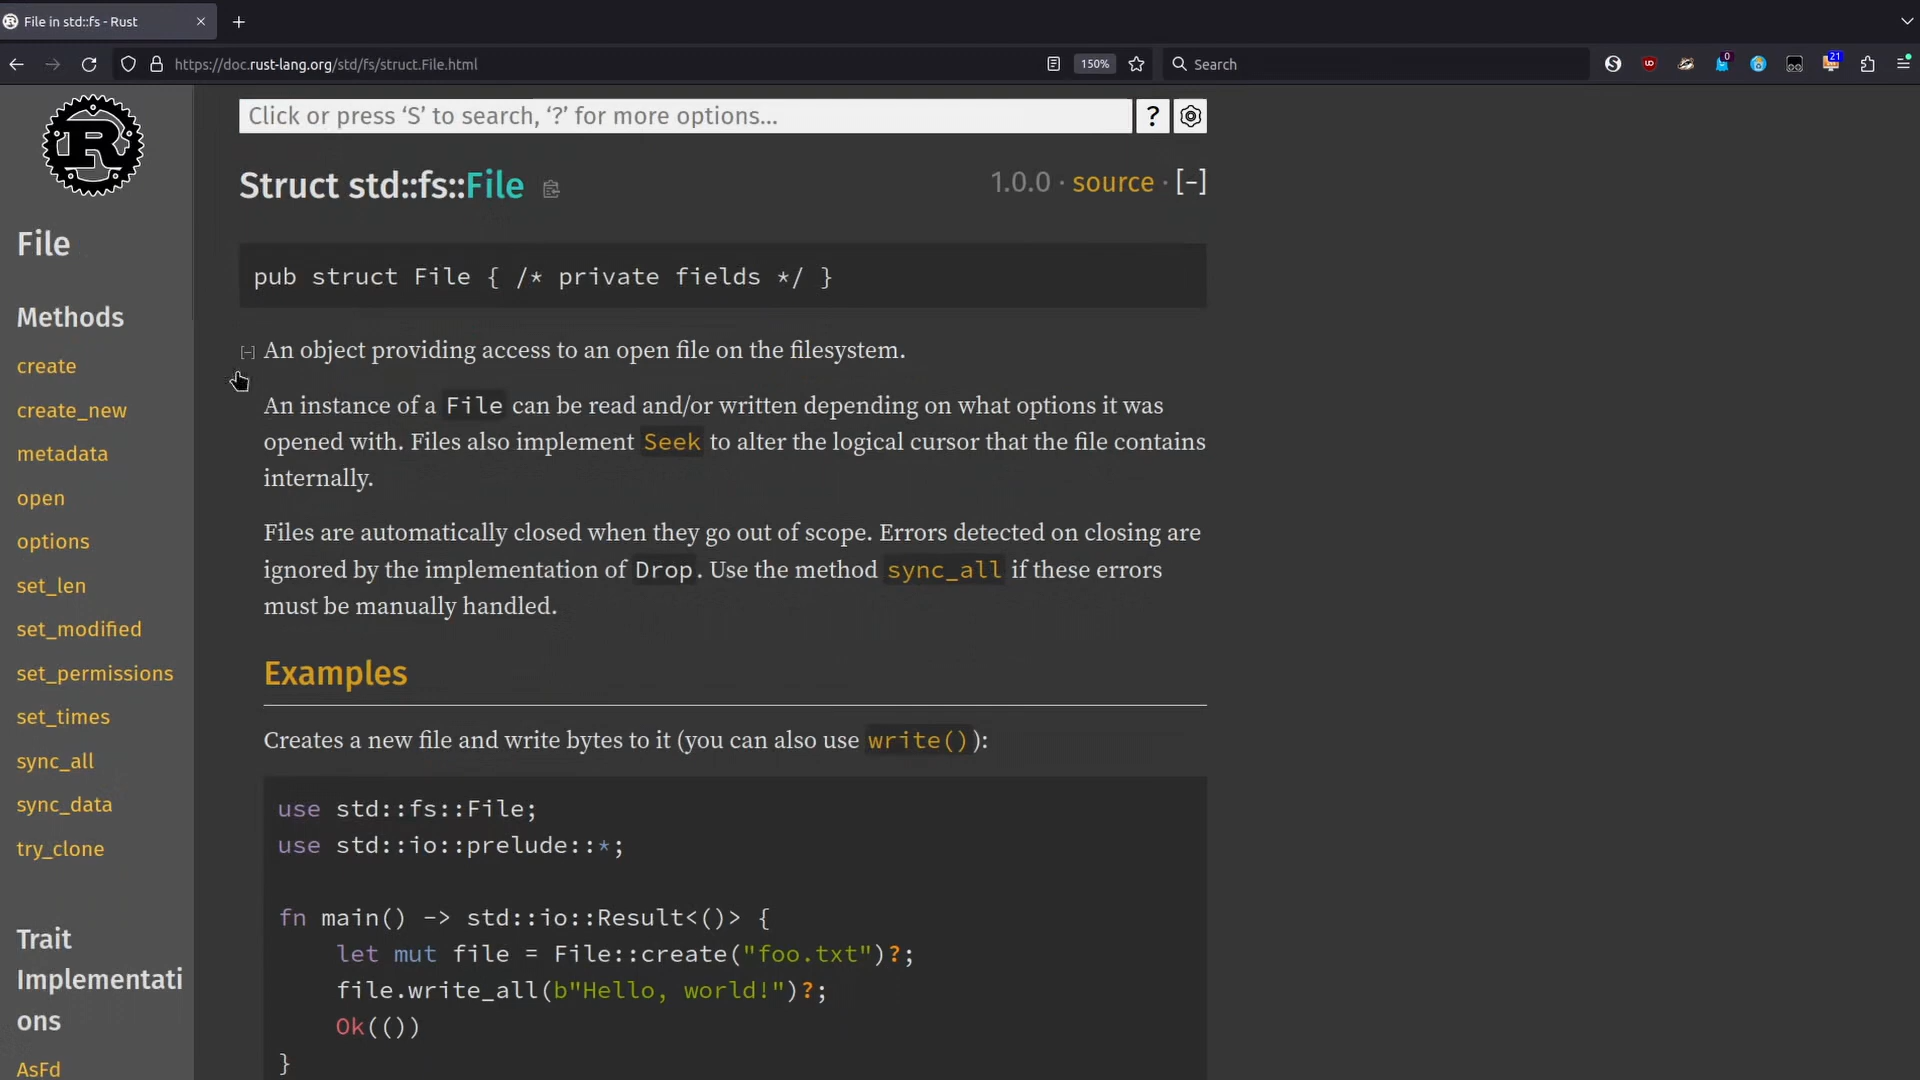 File in std::fs - Rust
https://doc.rust-lang.org/std/fs/struct.File.html
150%
Search
0
21
R
Click or press ‘S’ to search, ‘?’ for more options…
?
Struct std::fs::File
1.0.0 · source · [−]
File
Methods
create
create_new
metadata
open
options
set_len
set_modified
set_permissions
set_times
sync_all
sync_data
try_clone
Trait
Implementati
ons
AsFd
pub struct File { /* private fields */ }
[−] An object providing access to an open file on the filesystem.
An instance of a File can be read and/or written depending on what options it was
opened with. Files also implement Seek to alter the logical cursor that the file contains
internally.
Files are automatically closed when they go out of scope. Errors detected on closing are
ignored by the implementation of Drop. Use the method sync_all if these errors
must be manually handled.
Examples
Creates a new file and write bytes to it (you can also use write()):
use std::fs::File;
use std::io::prelude::*;
fn main() -> std::io::Result<()> {
    let mut file = File::create("foo.txt")?;
    file.write_all(b"Hello, world!")?;
    Ok(())
}